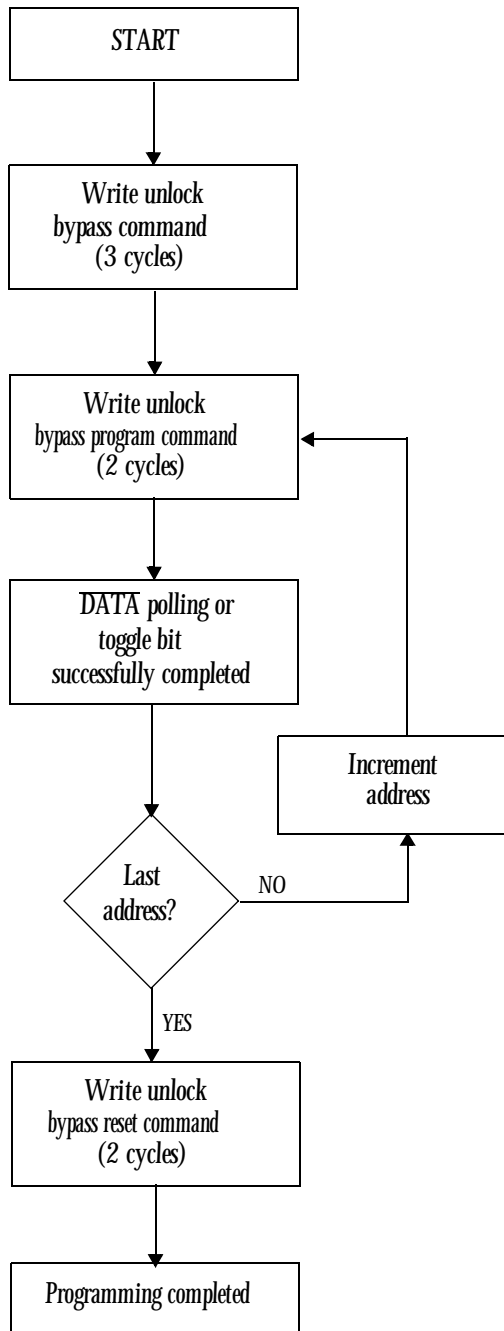 START
Write unlock
bypass command
(3 cycles)
Write unlock
bypass program command
(2 cycles)
D̅A̅T̅A̅ polling or
toggle bit
successfully completed
Increment
address
Last
address?
NO
YES
Write unlock
bypass reset command
(2 cycles)
Programming completed